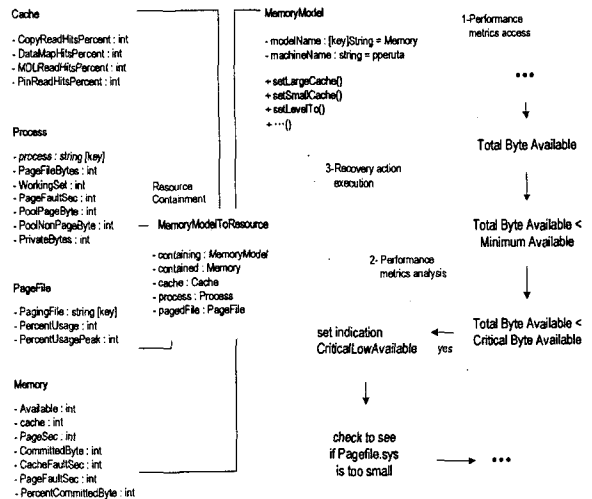 Cache
- CopyReadHitsPercent : int
- DataMapHitsPercent : int
- MDLReadHitsPercent : int
- PinReadHitsPercent : int
Process
- process : string [key]
- PageFileBytes : int
- WorkingSet : int
- PageFaultSec : int
- PoolPageByte : int
- PoolNonPageByte : int
- PrivateBytes : int
PageFile
- PagingFile : string [key]
- PercentUsage : int
- PercentUsagePeak : int
Memory
- Available : int
- cache : int
- PageSec : int
- CommittedByte : int
- CacheFaultSec : int
- PageFaultSec : int
- PercentCommittedByte : int
Resource
Containment
MemoryModelToResource
- containing : MemoryModel
- contained : Memory
- cache : Cache
- process : Process
- pagedFile : PageFile
MemoryModel
- modelName : [key]String = Memory
- machineName : string = pperuta
+ setLargeCache()
+ setSmallCache()
+ setLevelTo()
+ ...()
1-Performance
metrics access
...
Total Byte Available
3-Recovery action
execution
Total Byte Available <
Minimum Available
2- Performance
metrics analysis
Total Byte Available <
Critical Byte Available
yes
set indication
CriticalLowAvailable
check to see
if Pagefile.sys
is too small
...